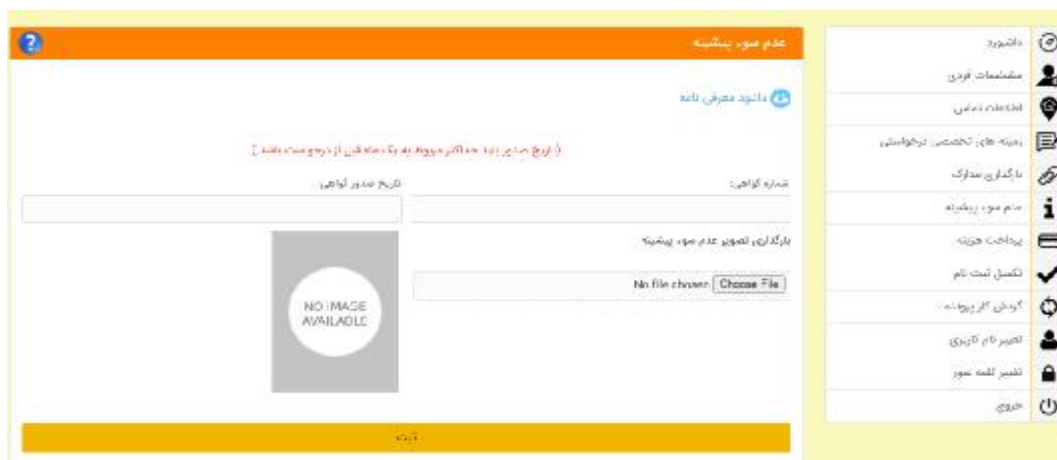 عدم سوء پیشینه
دانلود معرفی نامه
(تاریخ صدور باید حداکثر مربوط به یک ماه قبل از درخواست باشد.)
شماره گواهی:
تاریخ صدور گواهی:
بارگذاری تصویر عدم سوء پیشینه
Choose File No file chosen
NO IMAGE
AVAILABLE
ثبت
داشبورد
مشخصات فردی
اطلاعات تماس
زمینه های تخصصی درخواستی
بارگذاری مدارک
عدم سوء پیشینه
پرداخت هزینه
تکمیل ثبت نام
گردش کار پرونده
تغییر نام کاربری
تغییر کلمه عبور
خروج